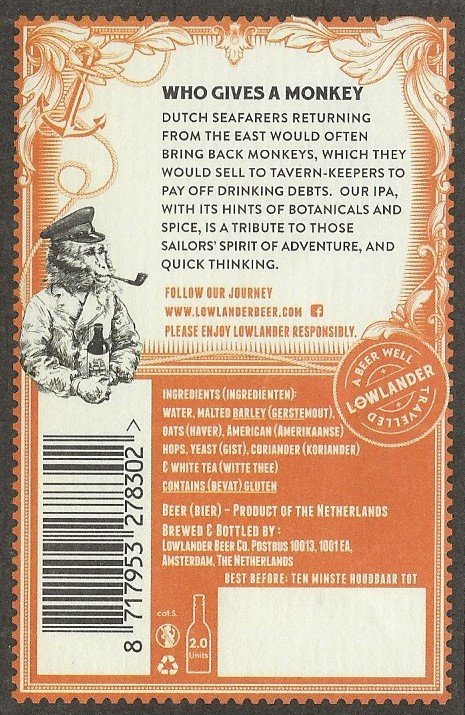 WHO GIVES A MONKEY
DUTCH SEAFARERS RETURNING
FROM THE EAST WOULD OFTEN
BRING BACK MONKEYS, WHICH THEY
WOULD SELL TO TAVERN-KEEPERS TO
PAY OFF DRINKING DEBTS. OUR IPA,
WITH ITS HINTS OF BOTANICALS AND
SPICE, IS A TRIBUTE TO THOSE
SAILORS' SPIRIT OF ADVENTURE, AND
QUICK THINKING.
FOLLOW OUR JOURNEY
WWW.LOWLANDERBEER.COM
PLEASE ENJOY LOWLANDER RESPONSIBLY.
A BEER WELL
LOWLANDER
TRAVELLED
INGREDIENTS (INGREDIËNTEN):
WATER, MALTED BARLEY (GERSTEMOUT),
OATS (HAVER), AMERICAN (AMERIKAANSE)
HOPS, YEAST (GIST), CORIANDER (KORIANDER)
& WHITE TEA (WITTE THEE)
CONTAINS (BEVAT) GLUTEN
BEER (BIER) – PRODUCT OF THE NETHERLANDS
BREWED & BOTTLED BY:
LOWLANDER BEER CO. POSTBUS 10013, 1001 EA,
AMSTERDAM, THE NETHERLANDS
BEST BEFORE: TEN MINSTE HOUDBAAR TOT
8 717953 278302 >
cat.5.
2.0
Units